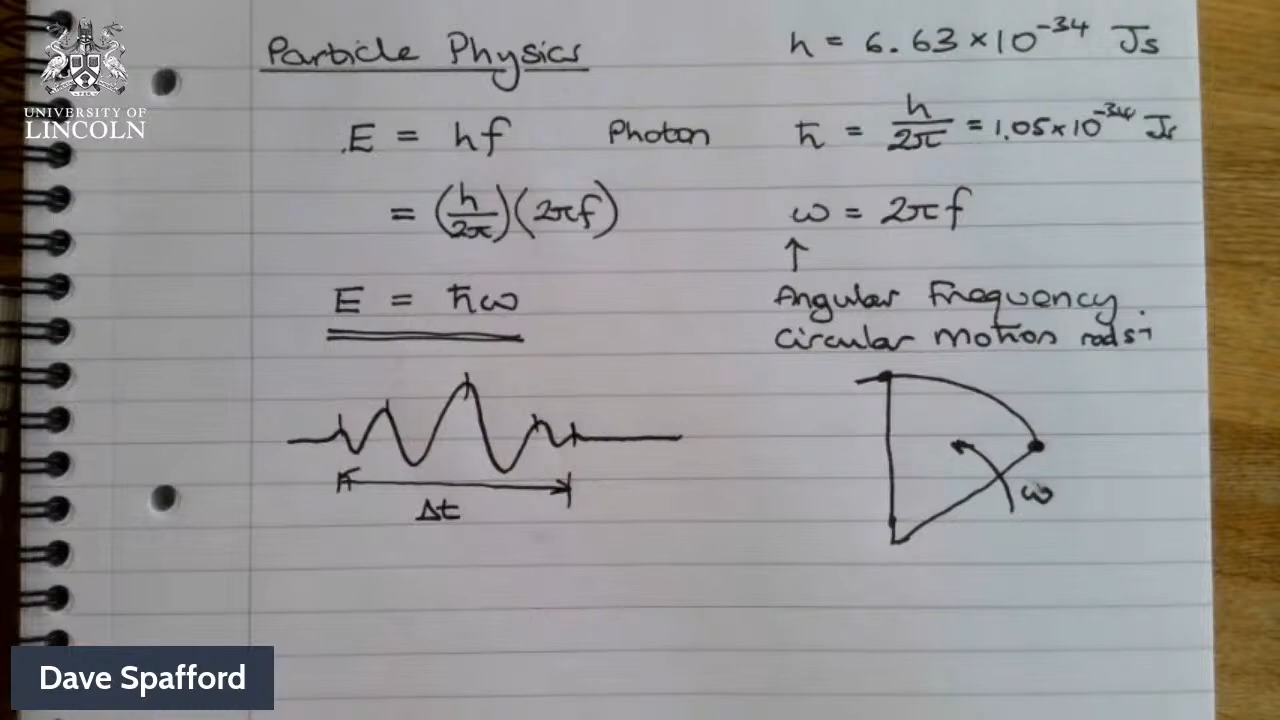 UNIVERSITY OF
LINCOLN
Particle Physics
h = 6.63 × 10⁻³⁴ Js
E = hf Photon
ħ = h/2π = 1.05 × 10⁻³⁴ Js
= (h/2π)(2πf)
ω = 2πf
E = ħω
Angular Frequency
Circular Motion rads⁻¹
Δt
ω
Dave Spafford